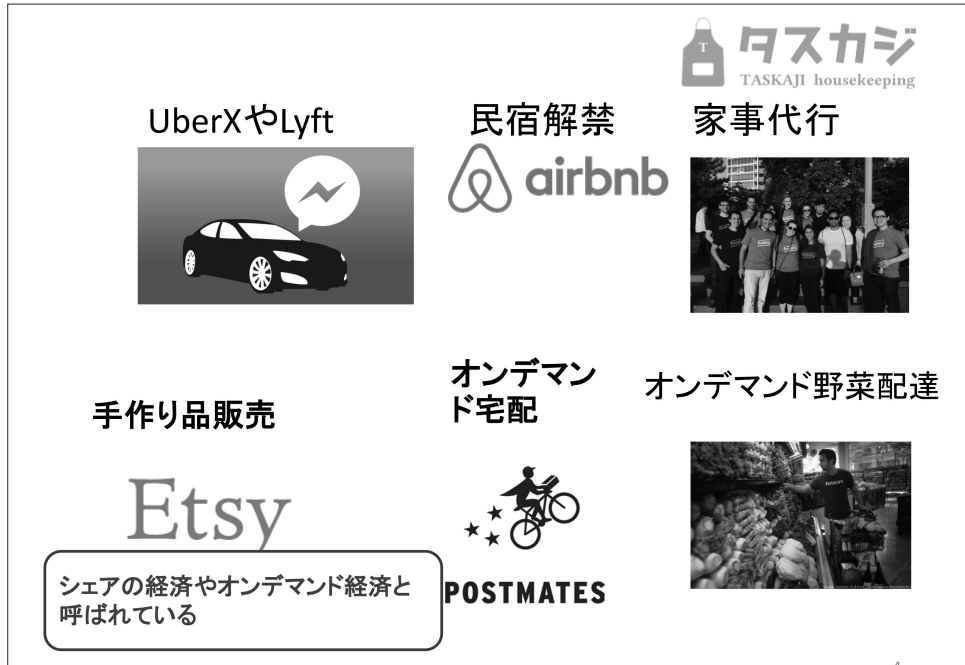 タスカジ
TASKAJI housekeeping
UberXやLyft
民宿解禁
家事代行
airbnb
手作り品販売
オンデマン
ド宅配
オンデマンド野菜配達
Etsy
POSTMATES
シェアの経済やオンデマンド経済と
呼ばれている